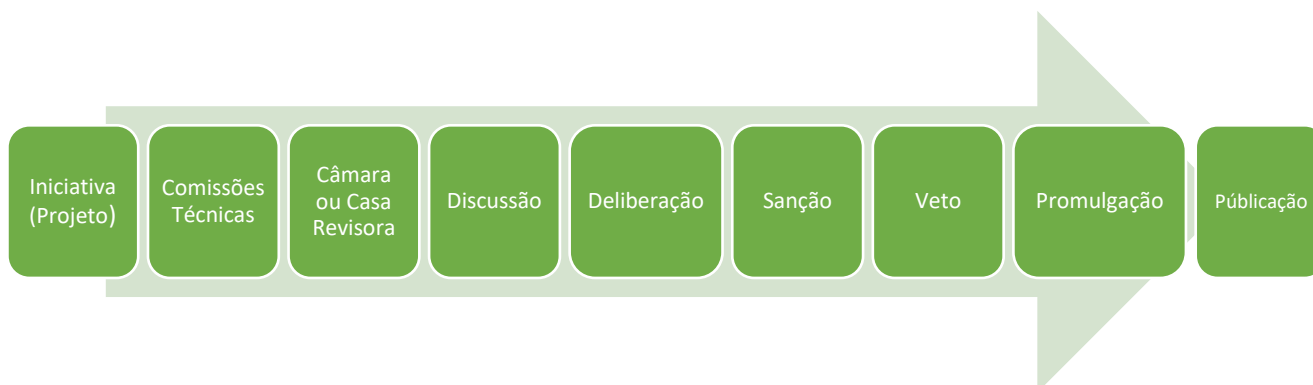 Iniciativa
(Projeto)
Comissões
Técnicas
Câmara
ou Casa
Revisora
Discussão
Deliberação
Sanção
Veto
Promulgação
Públicação